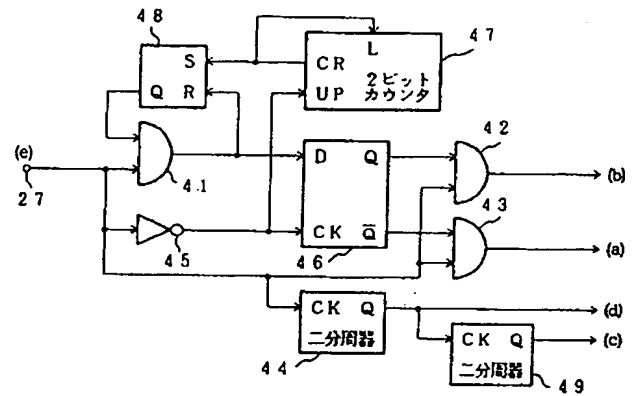 48
47
L
S
CR
Q
R
UP
2ビット
カウンタ
42
(e)
27
41
D
Q
(b)
43
45
CK
Q̅
46
(a)
CK
Q
(d)
二分周器
44
CK
Q
(c)
二分周器
49